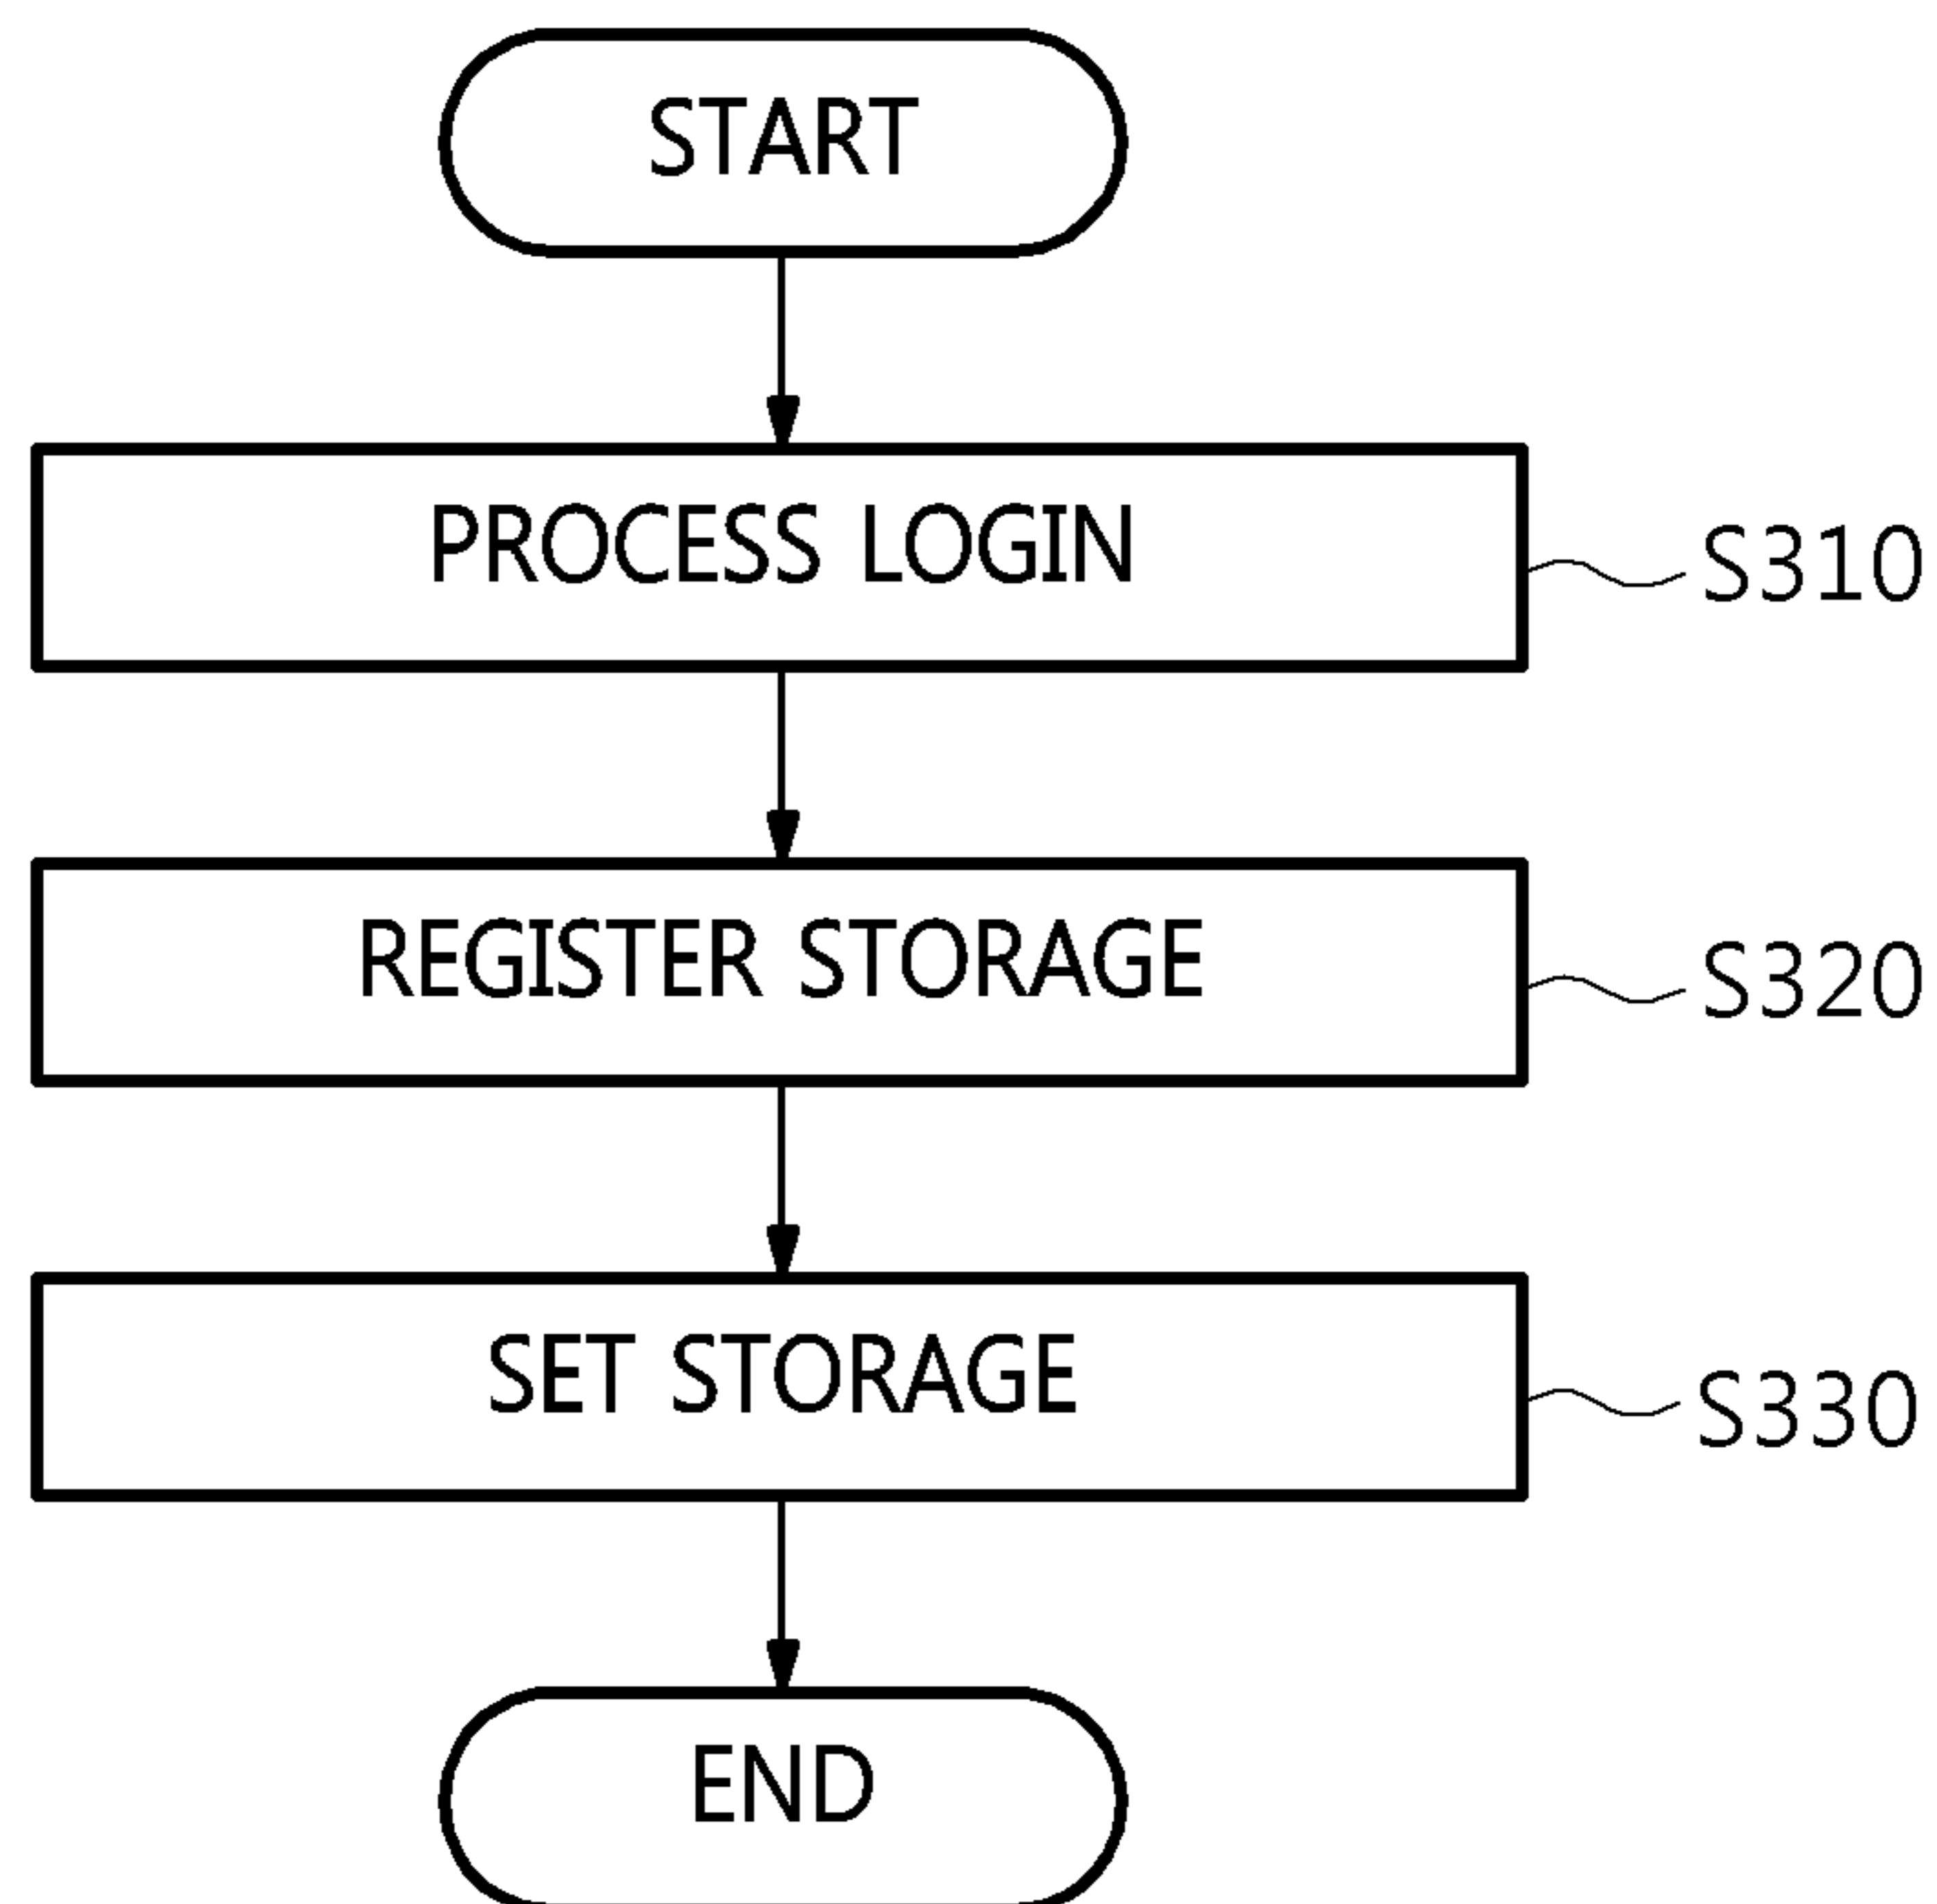 START
PROCESS LOGIN
S310
REGISTER STORAGE
S320
SET STORAGE
S330
END